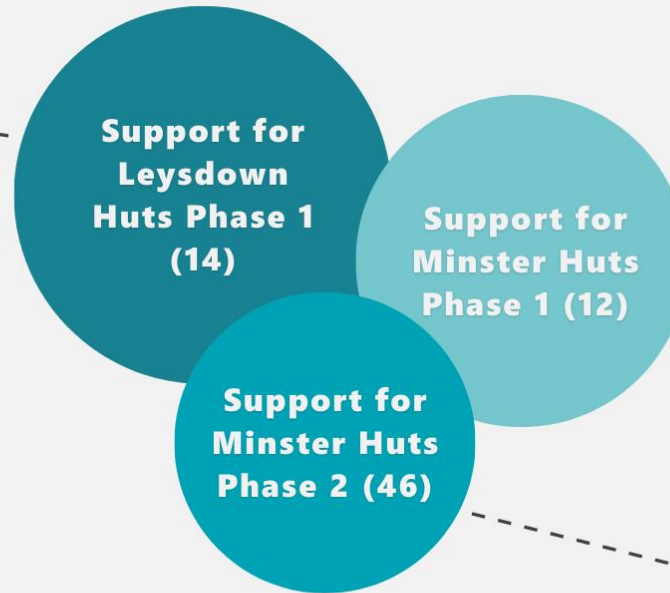 Support for
Leysdown
Huts Phase 1
(14)
Support for
Minster Huts
Phase 1 (12)
Support for
Minster Huts
Phase 2 (46)